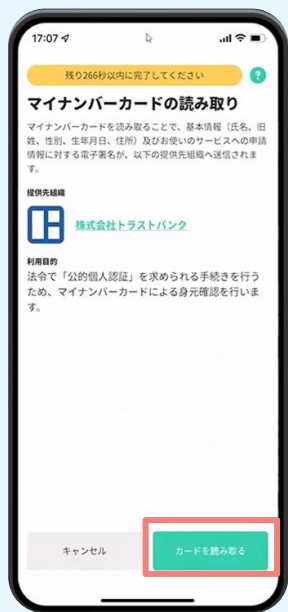 17:07
残り266秒以内に完了してください
?
マイナンバーカードの読み取り
マイナンバーカードを読み取ることで、基本情報（氏名、旧
姓、性別、生年月日、住所）及びお使いのサービスへの申請
情報に対する電子署名が、以下の提供先組織へ送信されま
す。
提供先組織
株式会社トラストバンク
利用目的
法令で「公的個人認証」を求められる手続きを行う
ため、マイナンバーカードによる身元確認を行いま
す。
キャンセル
カードを読み取る